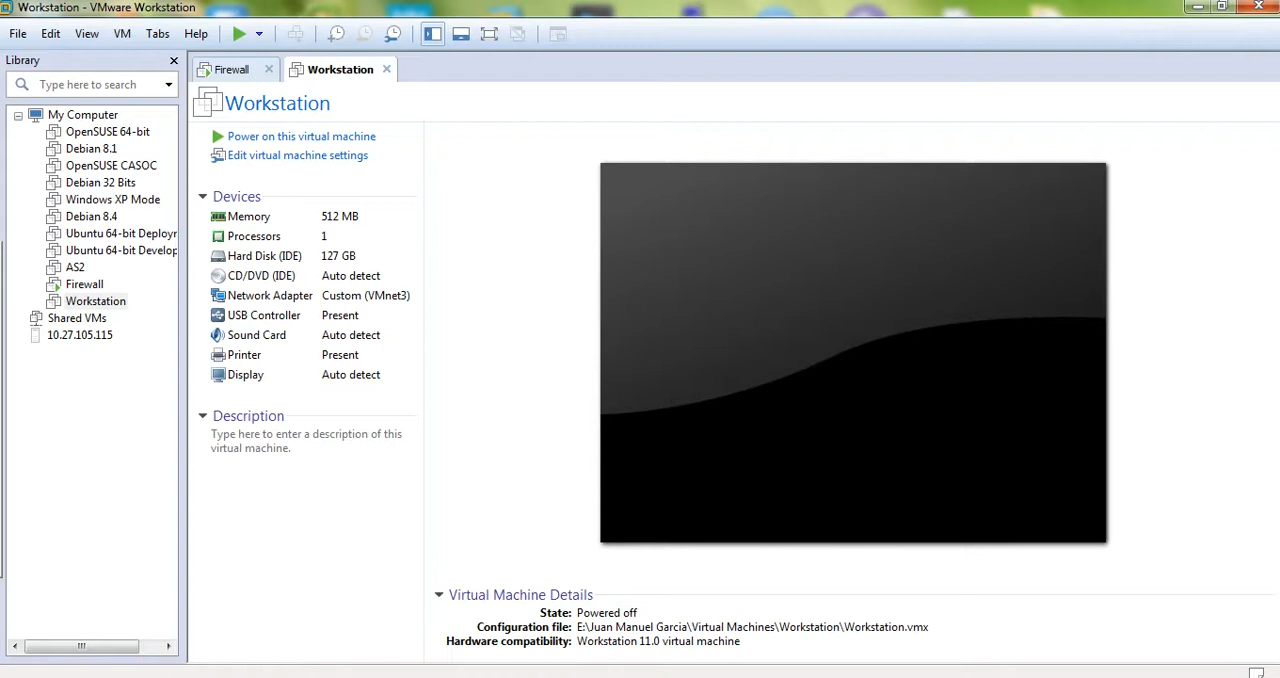 Workstation - VMware Workstation
File Edit View VM Tabs Help
Library
Type here to search
My Computer
OpenSUSE 64-bit
Debian 8.1
OpenSUSE CASOC
Debian 32 Bits
Windows XP Mode
Debian 8.4
Ubuntu 64-bit Deployr
Ubuntu 64-bit Develop
AS2
Firewall
Workstation
Shared VMs
10.27.105.115
Firewall
Workstation
Workstation
Power on this virtual machine
Edit virtual machine settings
Devices
Memory 512 MB
Processors 1
Hard Disk (IDE) 127 GB
CD/DVD (IDE) Auto detect
Network Adapter Custom (VMnet3)
USB Controller Present
Sound Card Auto detect
Printer Present
Display Auto detect
Description
Type here to enter a description of this
virtual machine.
Virtual Machine Details
State: Powered off
Configuration file: E:\Juan Manuel Garcia\Virtual Machines\Workstation\Workstation.vmx
Hardware compatibility: Workstation 11.0 virtual machine